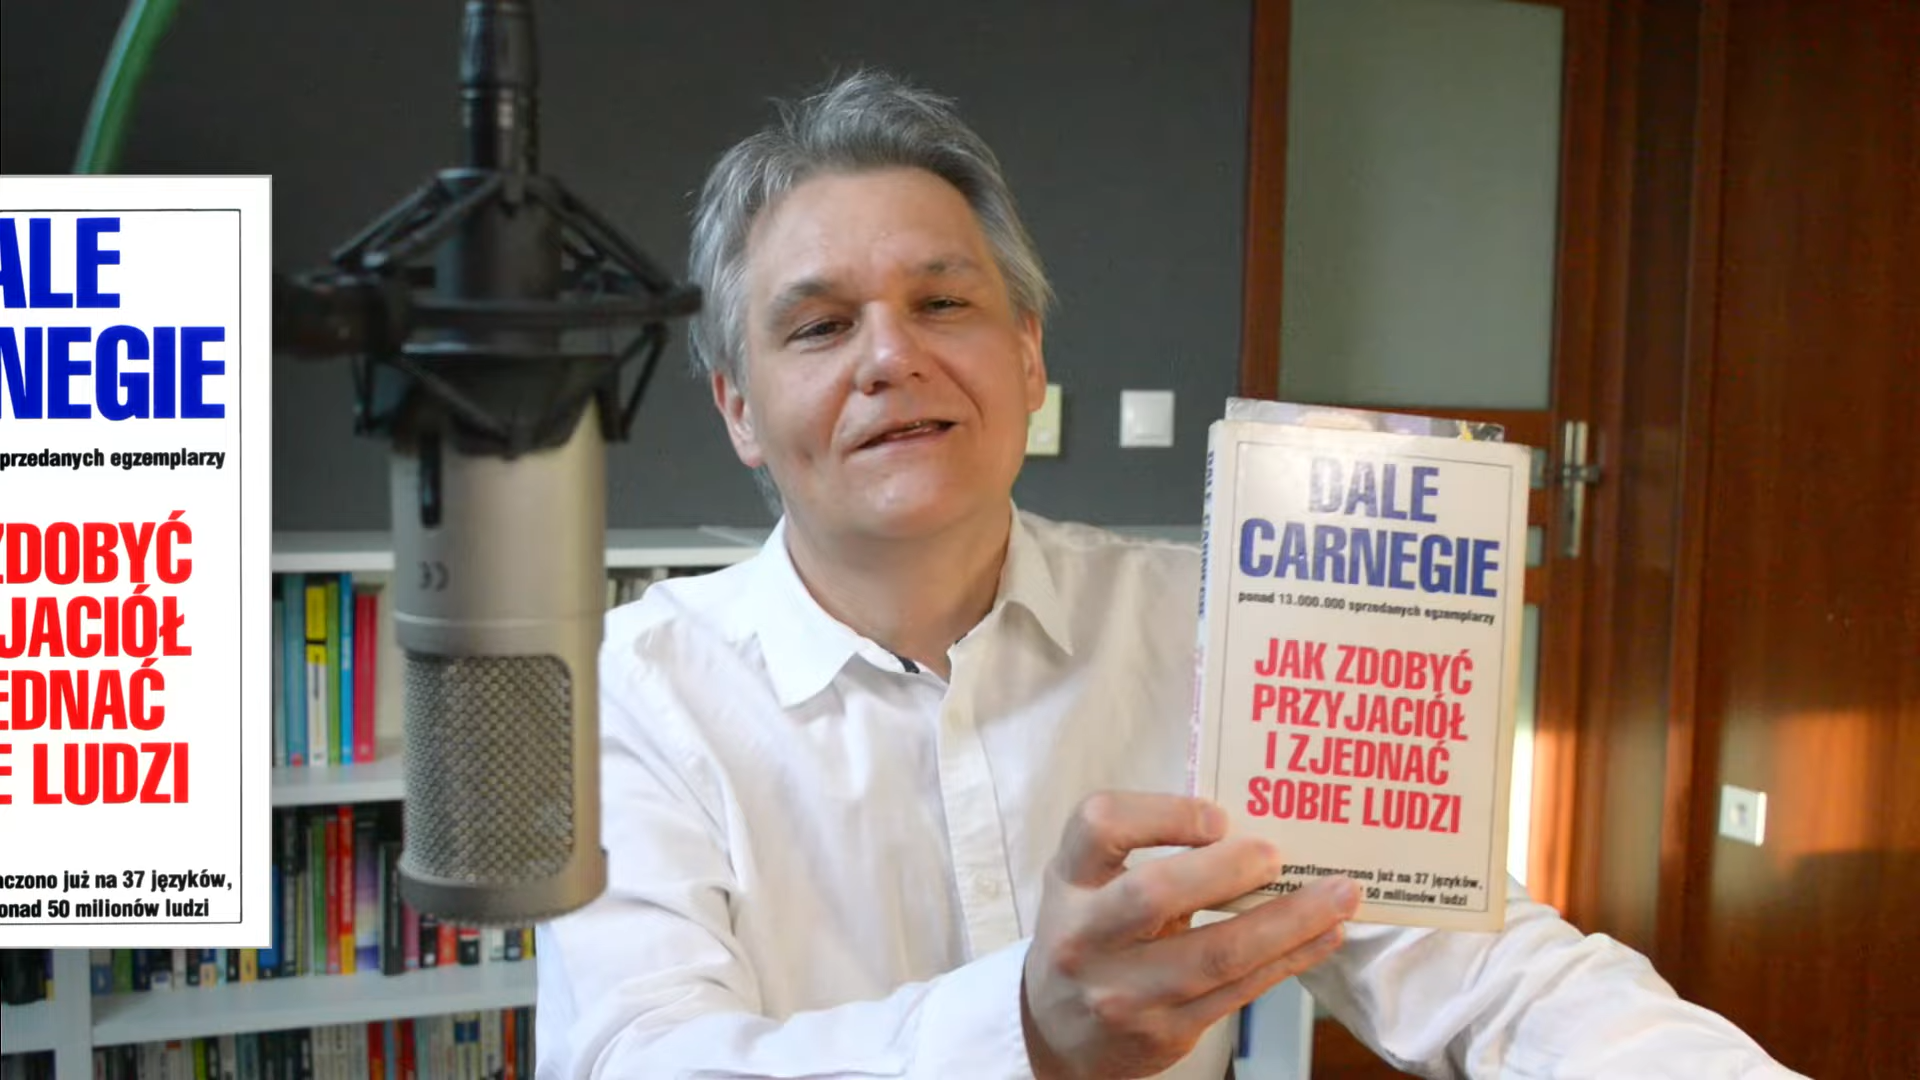 ALE
NEGIE
przedanych egzemplarzy
ZDOBYĆ
JACIÓŁ
EDNAĆ
E LUDZI
aczono już na 37 języków,
onad 50 milionów ludzi
CE
DALE
CARNEGIE
ponad 13.000.000 sprzedanych egzemplarzy
JAK ZDOBYĆ
PRZYJACIÓŁ
I ZJEDNAĆ
SOBIE LUDZI
przetłumaczono już na 37 języków,
50 milionów ludzi